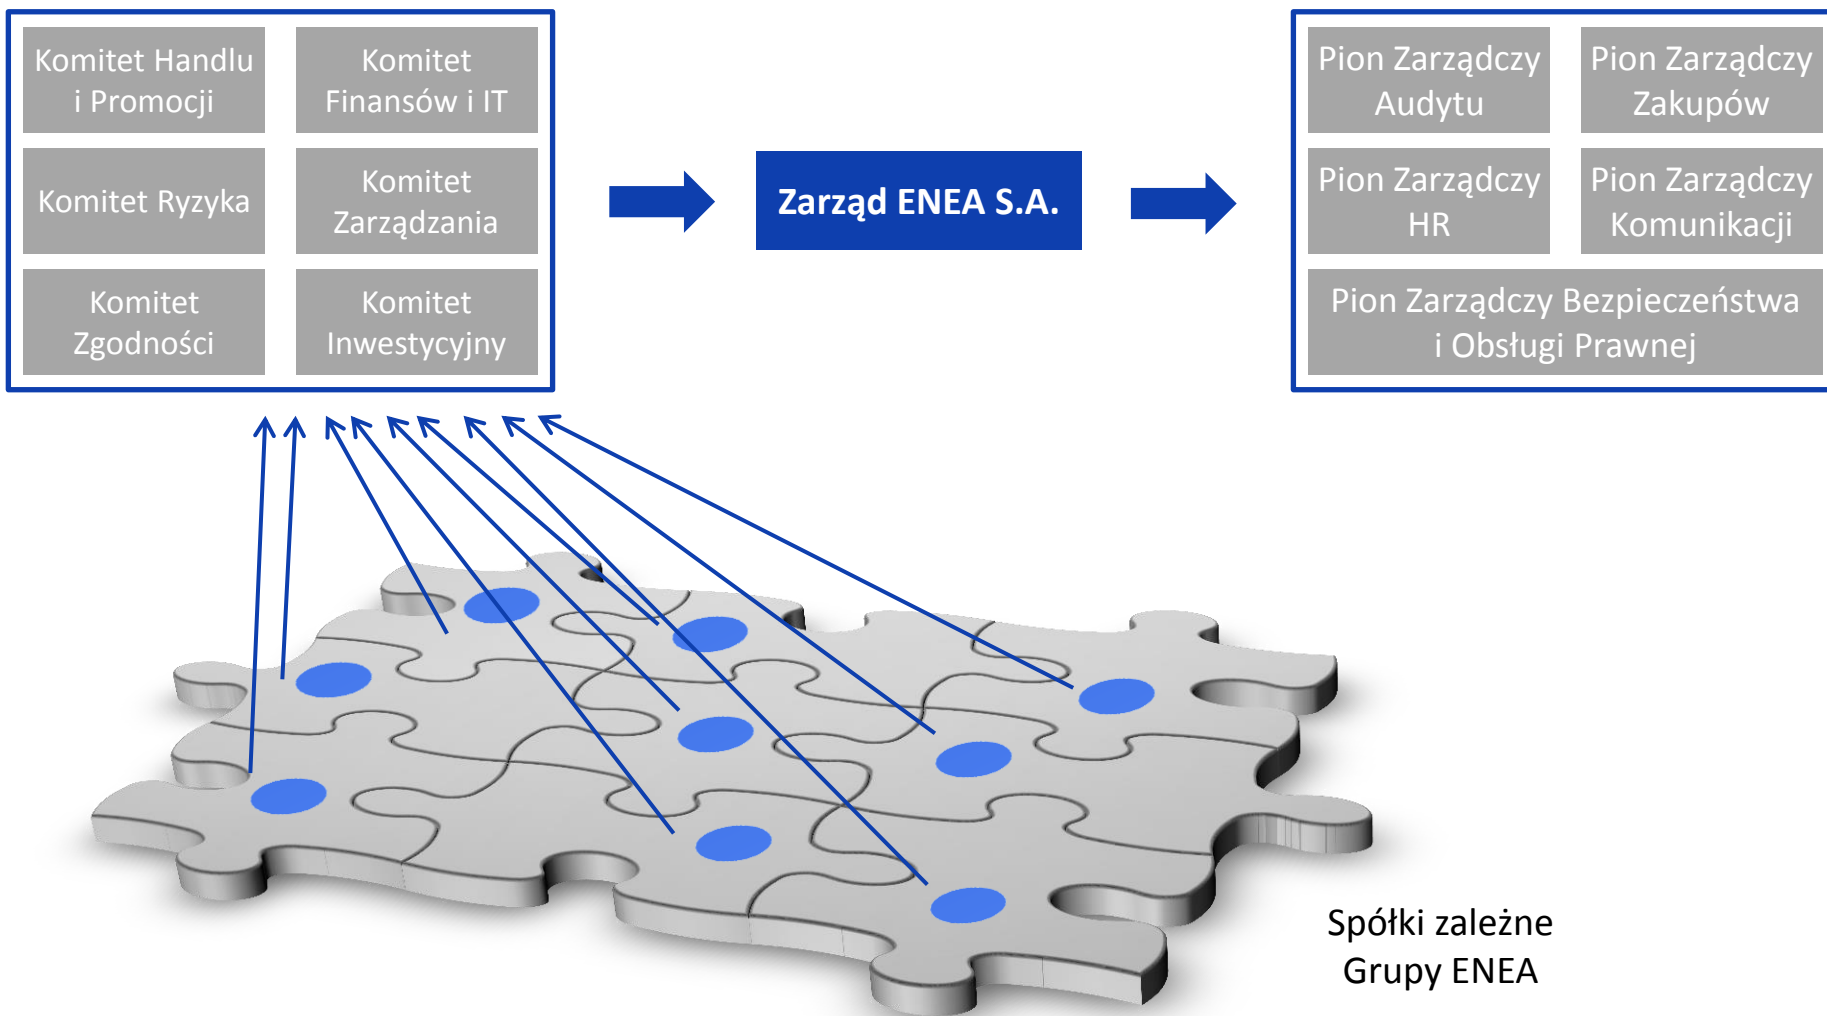 Komitet Handlu
i Promocji
Komitet
Finansów i IT
Komitet Ryzyka
Komitet
Zarządzania
Komitet
Zgodności
Komitet
Inwestycyjny
Zarząd ENEA S.A.
Pion Zarządczy
Audytu
Pion Zarządczy
Zakupów
Pion Zarządczy
HR
Pion Zarządczy
Komunikacji
Pion Zarządczy Bezpieczeństwa
i Obsługi Prawnej
Spółki zależne
Grupy ENEA